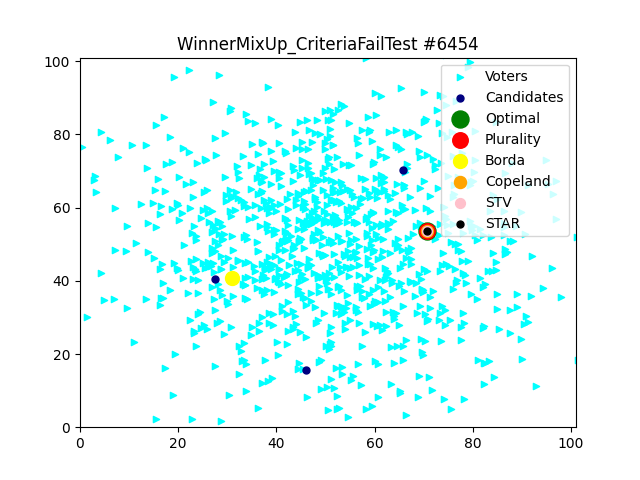 WinnerMixUp_CriteriaFailTest #6454
100
80
60
40
20
0
0 20 40 60 80 100
Voters
Candidates
Optimal
Plurality
Borda
Copeland
STV
STAR